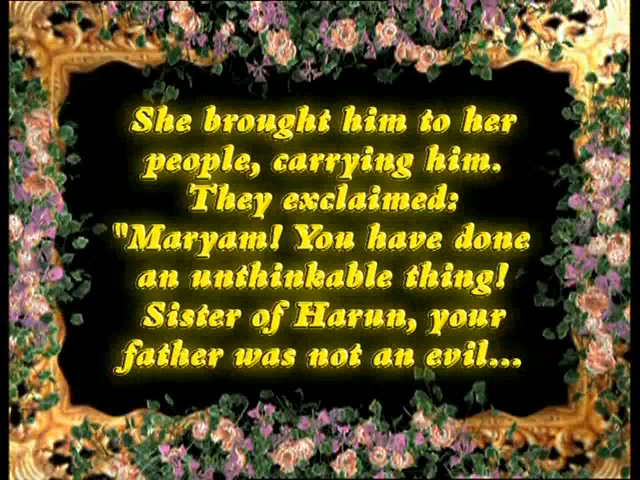 She brought him to her
people, carrying him.
They exclaimed:
"Maryam! You have done
an unthinkable thing!
Sister of Harun, your
father was not an evil...